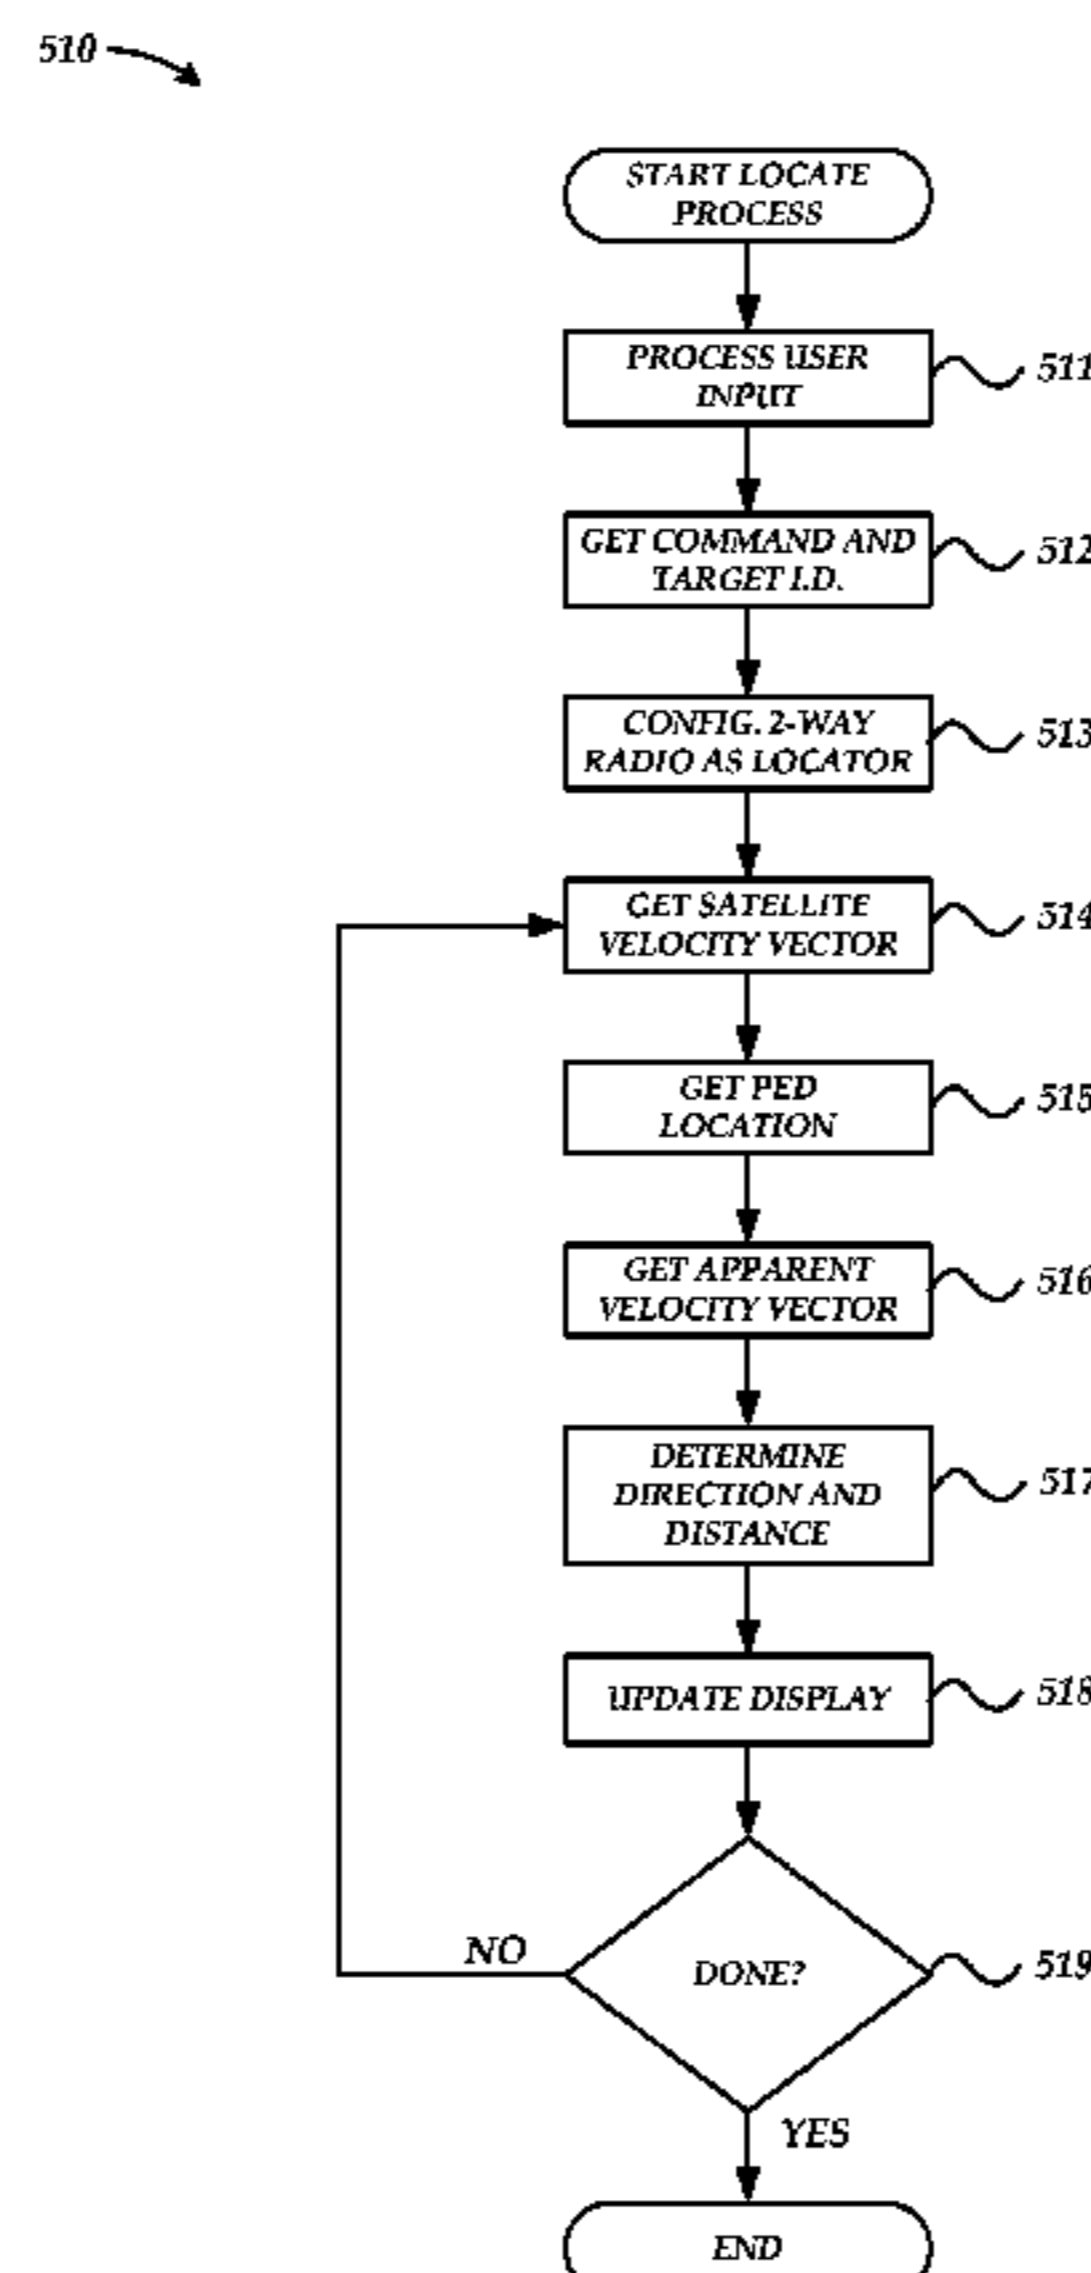 510
START LOCATE
PROCESS
PROCESS USER
INPUT
511
GET COMMAND AND
TARGET I.D.
512
CONFIG. 2-WAY
RADIO AS LOCATOR
513
GET SATELLITE
VELOCITY VECTOR
514
GET PED
LOCATION
515
GET APPARENT
VELOCITY VECTOR
516
DETERMINE
DIRECTION AND
DISTANCE
517
UPDATE DISPLAY
518
DONE?
519
NO
YES
END